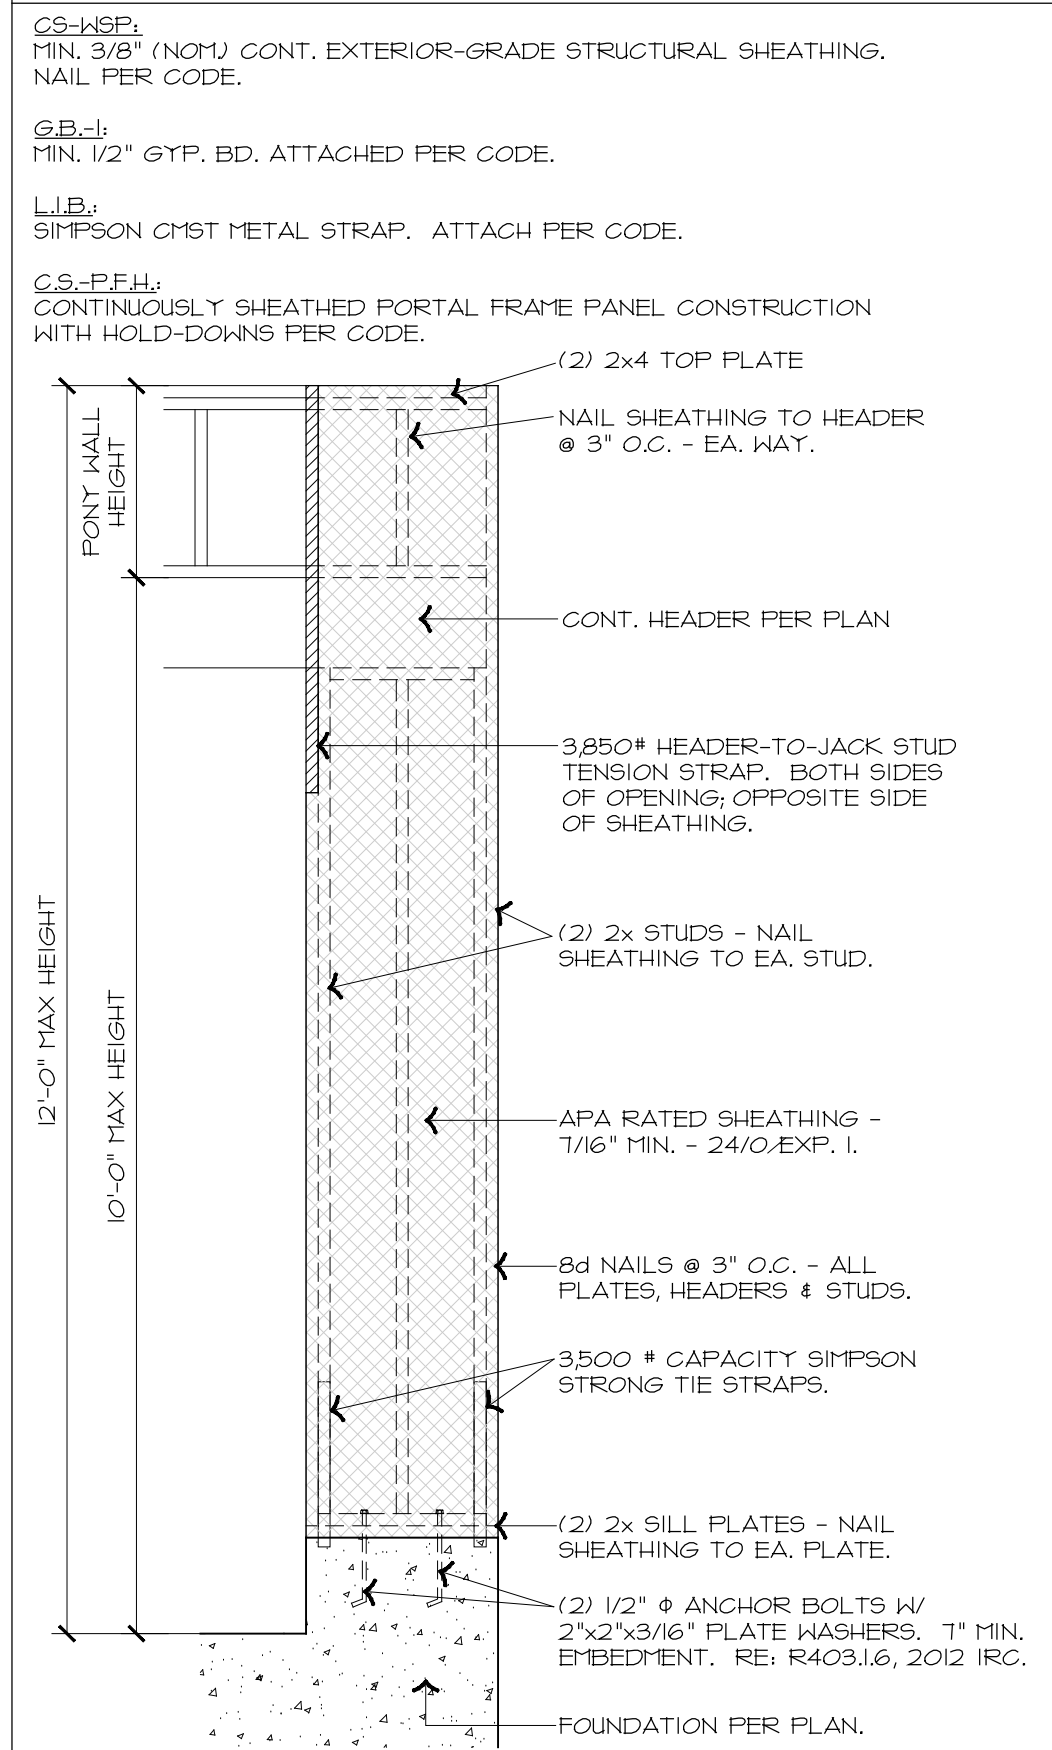 CS-WSP:
MIN. 3/8" (NOM.) CONT. EXTERIOR-GRADE STRUCTURAL SHEATHING.
NAIL PER CODE.
G.B.-1:
MIN. 1/2" GYP. BD. ATTACHED PER CODE.
L.I.B.:
SIMPSON CMST METAL STRAP. ATTACH PER CODE.
C.S.-P.F.H.:
CONTINUOUSLY SHEATHED PORTAL FRAME PANEL CONSTRUCTION
WITH HOLD-DOWNS PER CODE.
(2) 2x4 TOP PLATE
NAIL SHEATHING TO HEADER
@ 3" O.C. - EA. WAY.
PONY WALL
HEIGHT
CONT. HEADER PER PLAN
3,850# HEADER-TO-JACK STUD
TENSION STRAP. BOTH SIDES
OF OPENING; OPPOSITE SIDE
OF SHEATHING.
(2) 2x STUDS - NAIL
SHEATHING TO EA. STUD.
12'-0" MAX HEIGHT
10'-0" MAX HEIGHT
APA RATED SHEATHING -
7/16" MIN. - 24/0/EXP. 1.
8d NAILS @ 3" O.C. - ALL
PLATES, HEADERS & STUDS.
3,500 # CAPACITY SIMPSON
STRONG TIE STRAPS.
(2) 2x SILL PLATES - NAIL
SHEATHING TO EA. PLATE.
(2) 1/2" Φ ANCHOR BOLTS W/
2"x2"x3/16" PLATE WASHERS. 7" MIN.
EMBEDMENT. RE: R403.1.6, 2012 IRC.
FOUNDATION PER PLAN.